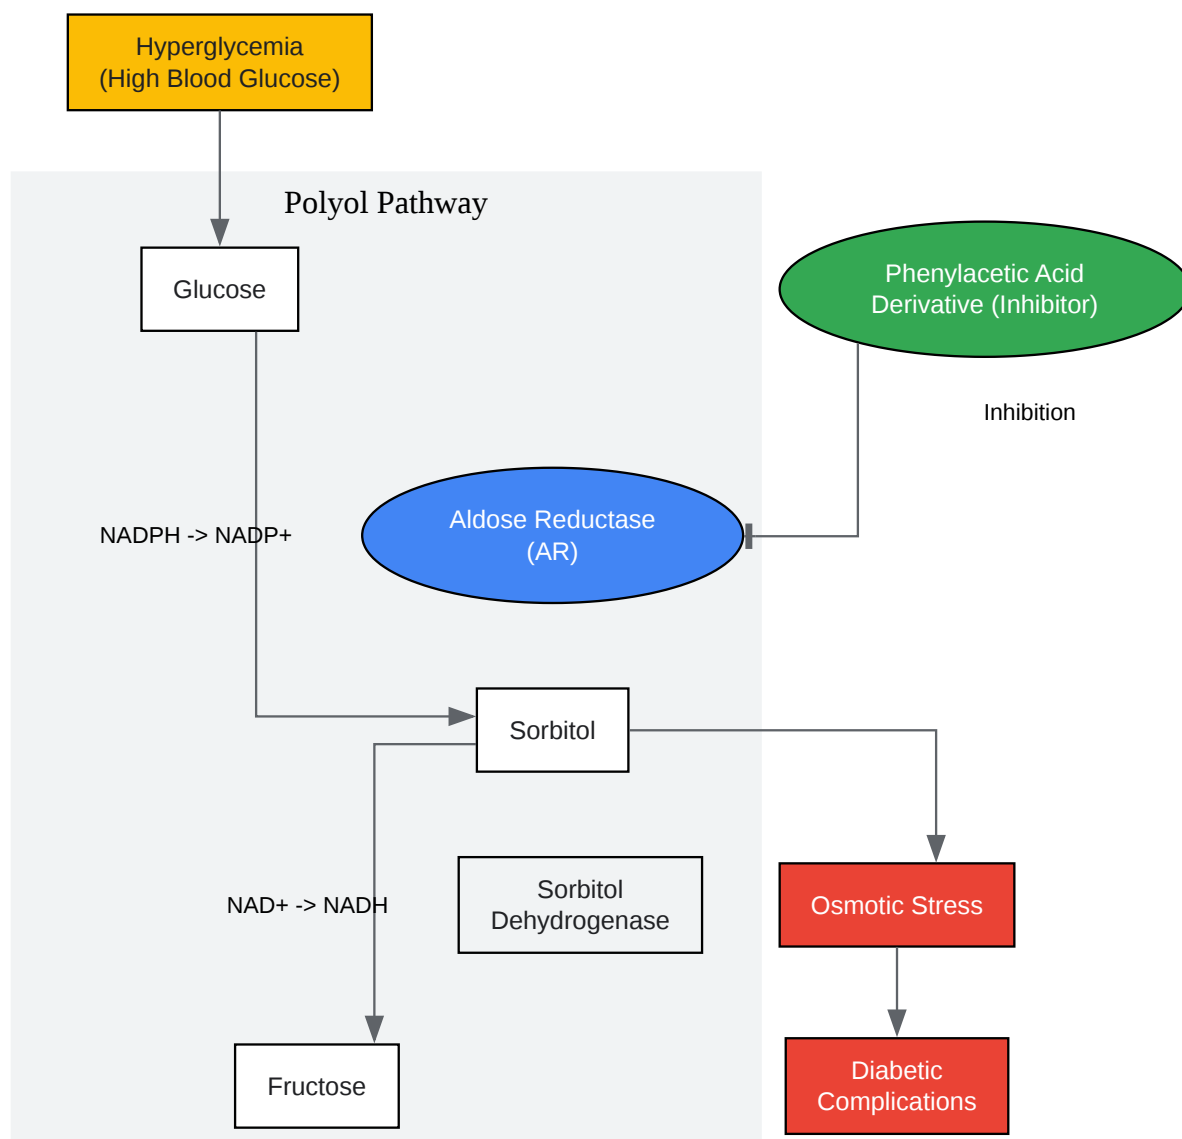 Hyperglycemia
(High Blood Glucose)
Polyol Pathway
Glucose
Phenylacetic Acid
Derivative (Inhibitor)
Inhibition
Aldose Reductase
(AR)
NADPH -> NADP+
Sorbitol
Sorbitol
Dehydrogenase
NAD+ -> NADH
Osmotic Stress
Fructose
Diabetic
Complications